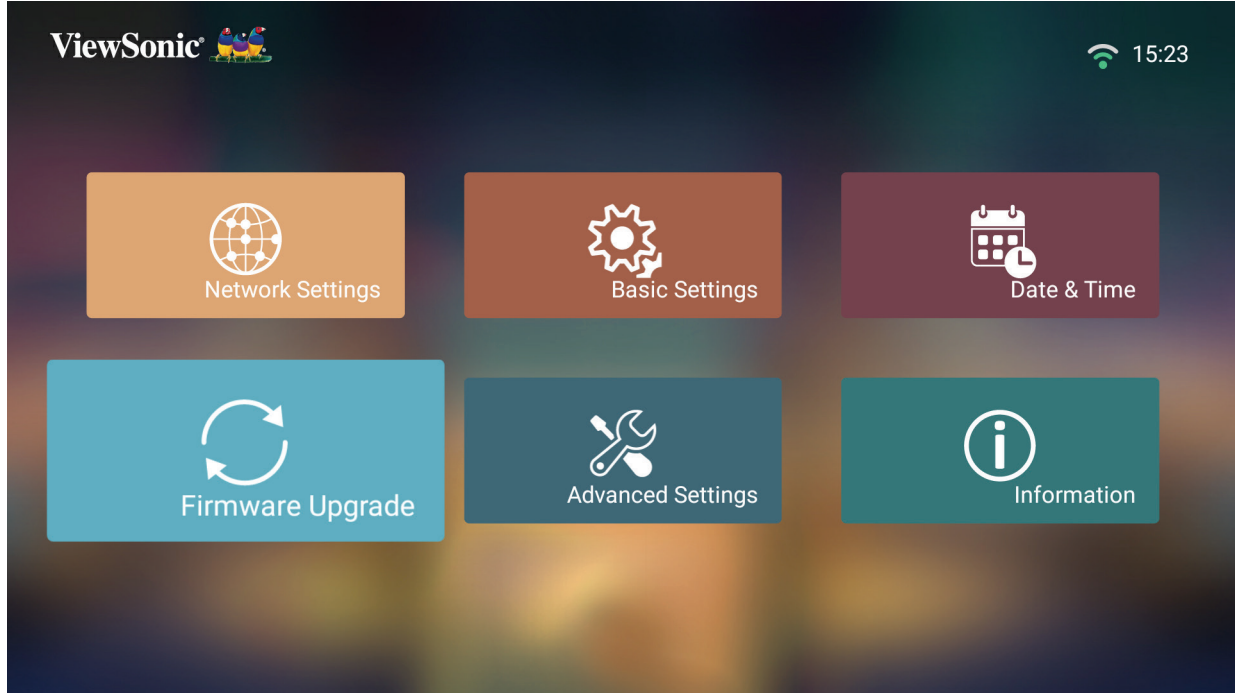 ViewSonic®
15:23
Network Settings
Basic Settings
Date & Time
Firmware Upgrade
Advanced Settings
Information